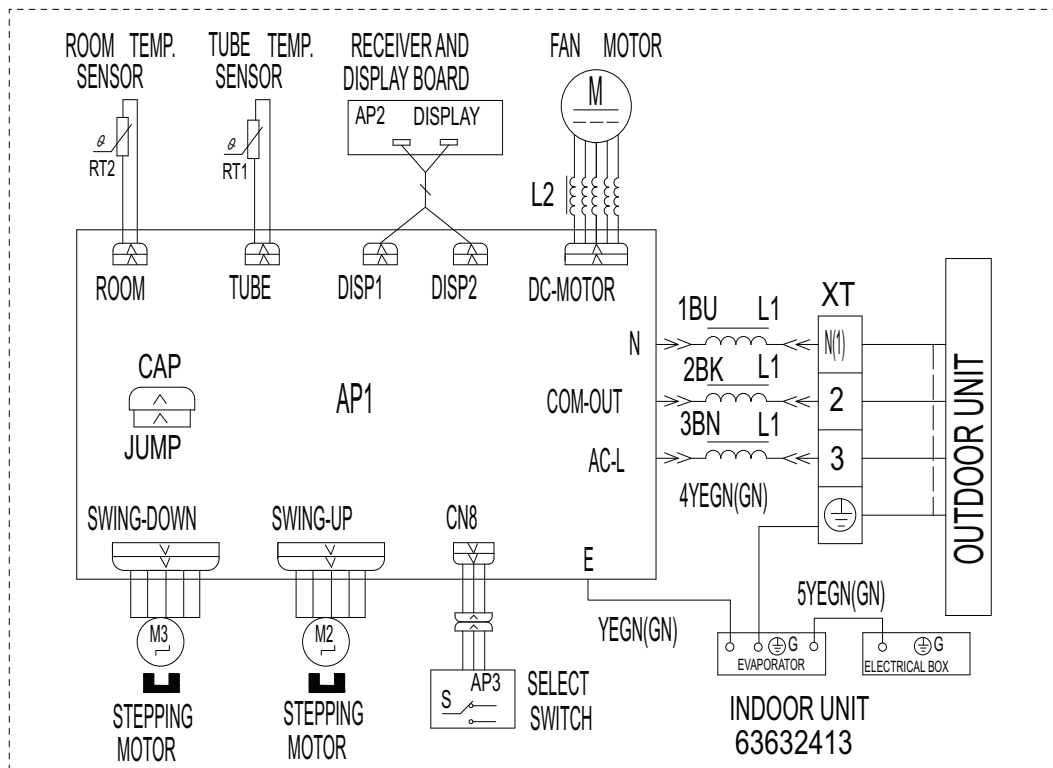 ROOM TEMP.
SENSOR
TUBE TEMP.
SENSOR
RECEIVER AND
DISPLAY BOARD
FAN MOTOR
AP2 DISPLAY
M
θ
RT2
θ
RT1
L2
ROOM
TUBE
DISP1
DISP2
DC-MOTOR
XT
1BU L1
N
N(1)
2BK L1
COM-OUT
2
3BN L1
AC-L
3
4YEGN(GN)
OUTDOOR UNIT
CAP
JUMP
AP1
SWING-DOWN
SWING-UP
CN8
E
YEGN(GN)
5YEGN(GN)
G
EVAPORATOR
G
ELECTRICAL BOX
M3
M2
AP3
S
SELECT
SWITCH
STEPPING
MOTOR
STEPPING
MOTOR
INDOOR UNIT
63632413